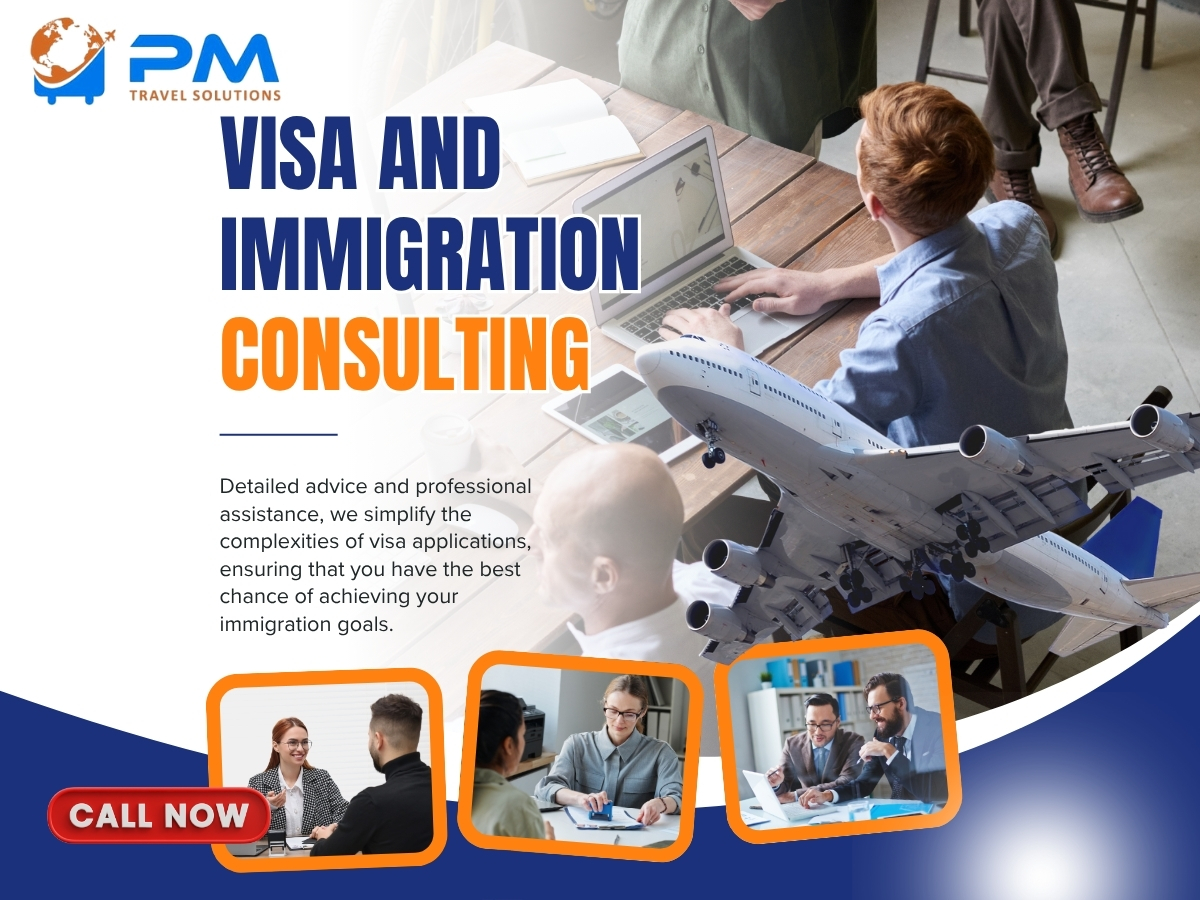 PM
TRAVEL SOLUTIONS
VISA AND
IMMIGRATION
CONSULTING
Detailed advice and professional
assistance, we simplify the
complexities of visa applications,
ensuring that you have the best
chance of achieving your
immigration goals.
CALL NOW